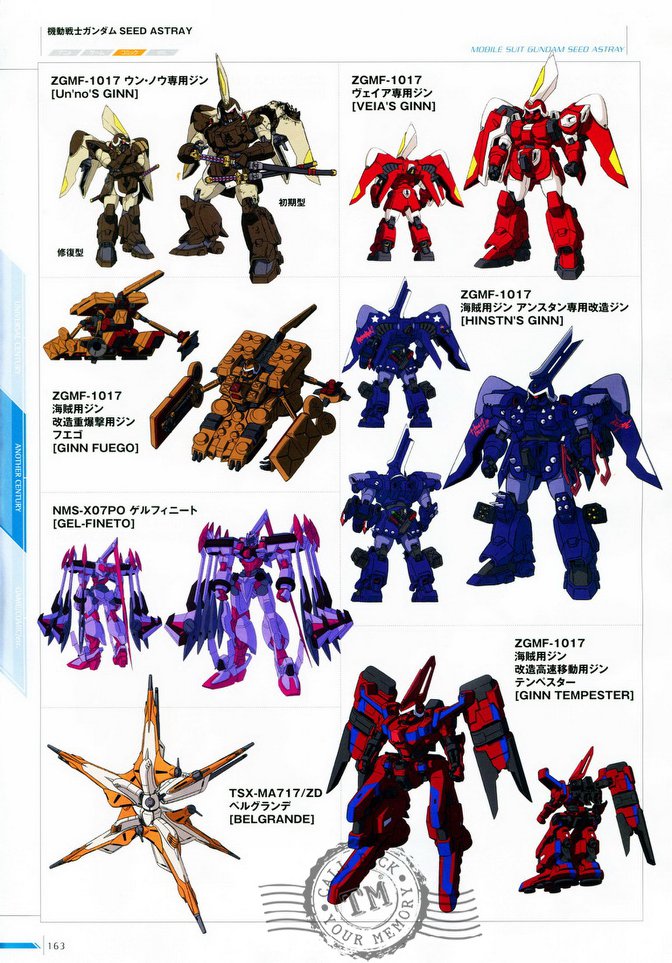 機動戦士ガンダム SEED ASTRAY
MOBILE SUIT GUNDAM SEED ASTRAY
ZGMF-1017 ウン・ノウ専用ジン
[Un'no'S GINN]
初期型
修復型
ZGMF-1017
ヴェイア専用ジン
[VEIA'S GINN]
ZGMF-1017
海賊用ジン
改造重爆撃用ジン
フエゴ
[GINN FUEGO]
ZGMF-1017
海賊用ジン アンスタン専用改造ジン
[HINSTN'S GINN]
NMS-X07PO ゲルフィニート
[GEL-FINETO]
ZGMF-1017
海賊用ジン
改造高速移動用ジン
テンペスター
[GINN TEMPESTER]
TSX-MA717/ZD
ペルグランデ
[BELGRANDE]
UNIVERSAL CENTURY
ANOTHER CENTURY
CALL BACK
TM
YOUR MEMORY
163